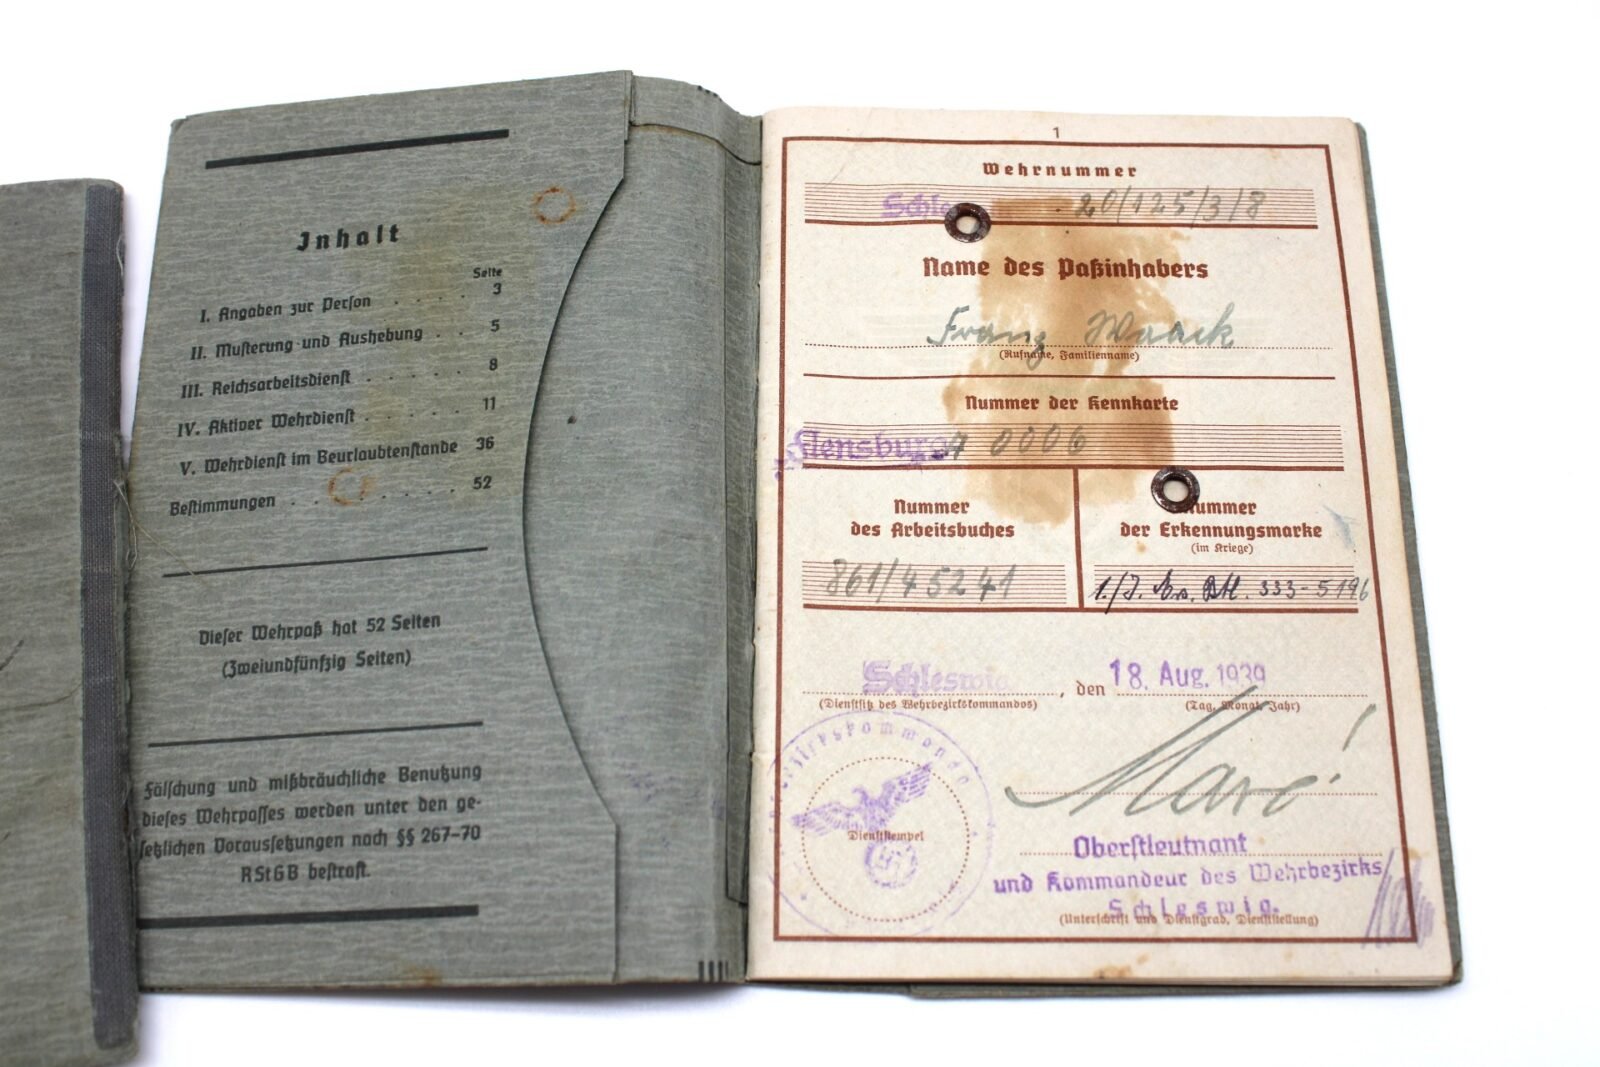 Inhalt
Seite
I. Angaben zur Person . . . . . 3
II. Musterung und Aushebung . . 5
III. Reichsarbeitsdienst . . . . . . 8
IV. Aktiver Wehrdienst . . . . . . 11
V. Wehrdienst im Beurlaubtenstande 36
Bestimmungen . . . . . . . . 52
Dieser Wehrpaß hat 52 Seiten
(Zweiundfünfzig Seiten)
Fälschung und mißbräuchliche Benutzung
dieses Wehrpasses werden unter den ge-
setzlichen Voraussetzungen nach §§ 267–70
RStGB bestraft.
1
Wehrnummer
20/125/3/8
Name des Paßinhabers
Franz Waack
(Rufname, Familienname)
Nummer der Kennkarte
Flensburg A 0006
Nummer
des Arbeitsbuches
Nummer
der Erkennungsmarke
(im Kriege)
861/45241
1./J. Ers. Btl. 333-5196
Schleswig, den 18. Aug. 1939
(Dienstsitz des Wehrbezirkskommandos) (Tag, Monat, Jahr)
Dienststempel
Oberstleutnant
und Kommandeur des Wehrbezirks
Schleswig.
(Unterschrift und Dienstgrad, Dienststellung)